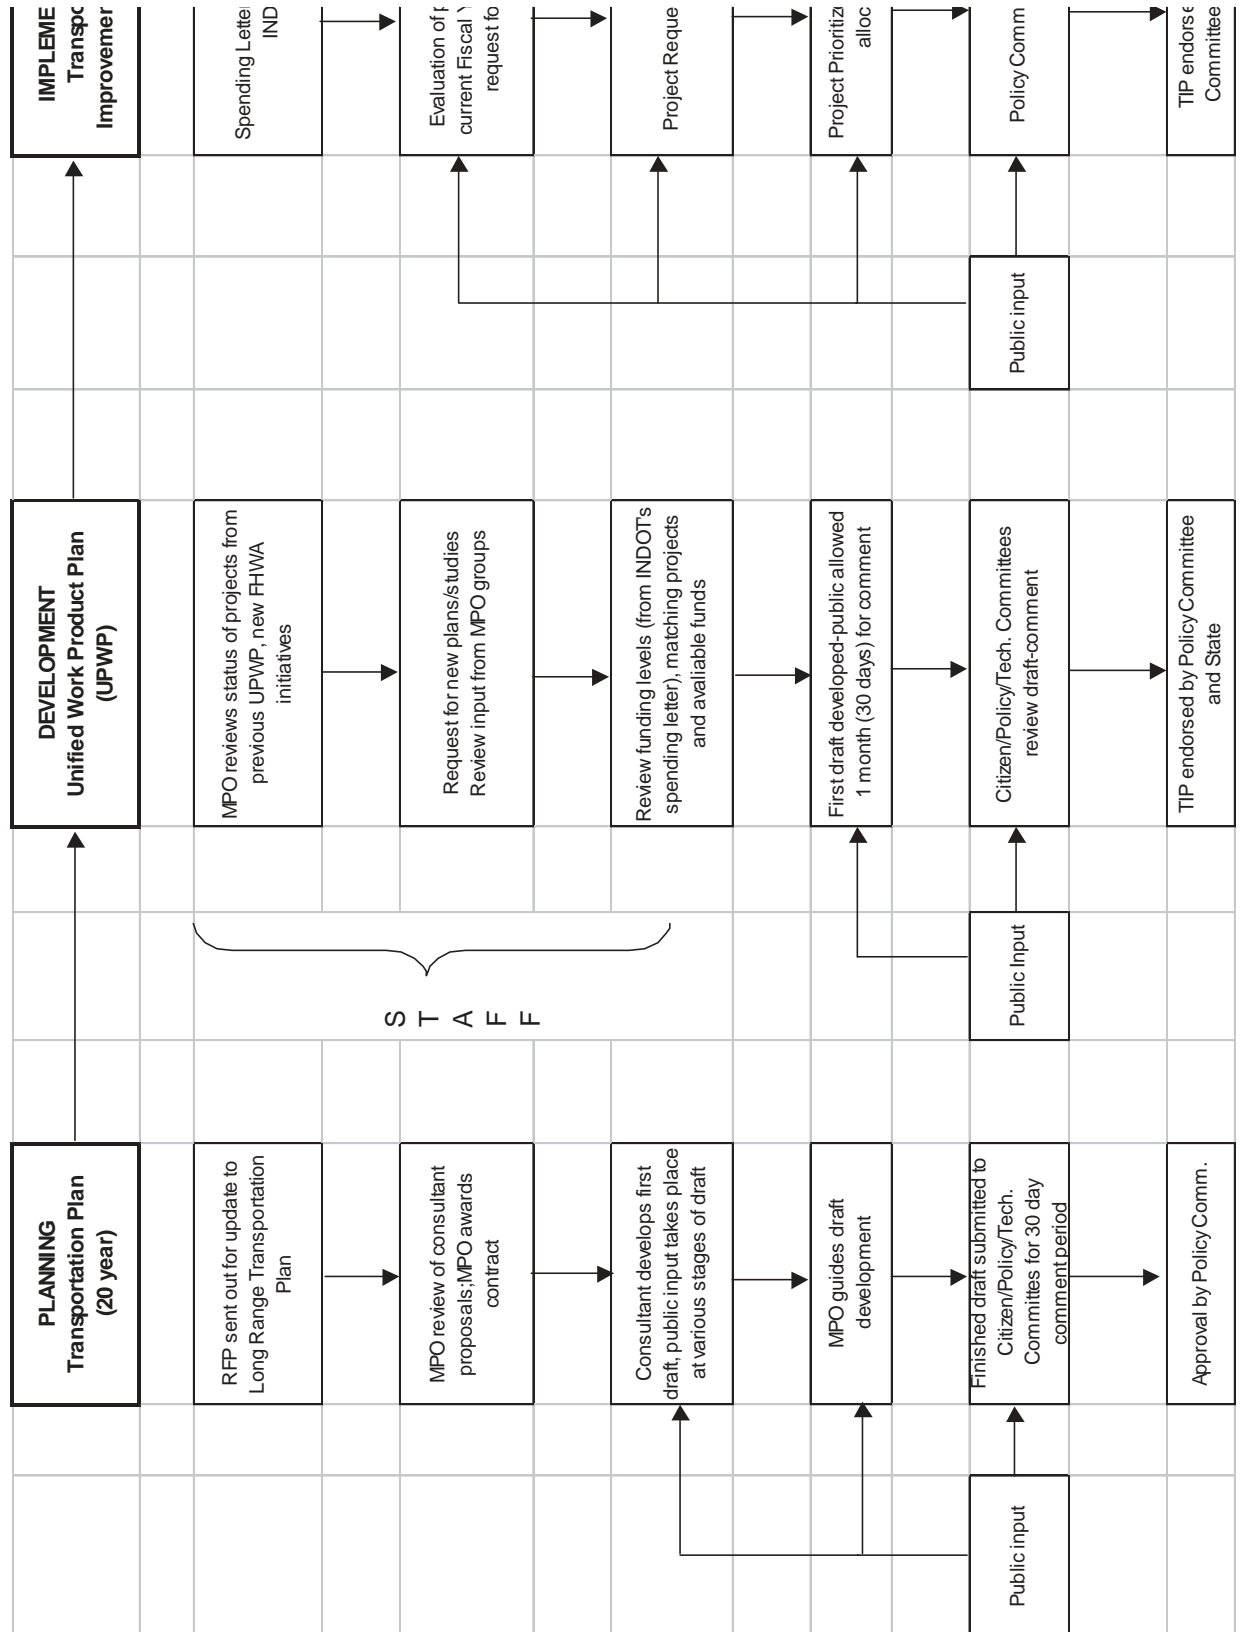 PLANNING
Transportation Plan
(20 year)
RFP sent out for update to
Long Range Transportation
Plan
MPO review of consultant
proposals;MPO awards
contract
Consultant develops first
draft, public input takes place
at various stages of draft
MPO guides draft
development
Finished draft submitted to
Citizen/Policy/Tech.
Committes for 30 day
comment period
Approval by Policy Comm.
Public input
S
T
A
F
F
DEVELOPMENT
Unified Work Product Plan
(UPWP)
MPO reviews status of projects from
previous UPWP, new FHWA
initiatives
Request for new plans/studies
Review input from MPO groups
Review funding levels (from INDOT's
spending letter), matching projects
and avaliable funds
First draft developed-public allowed
1 month (30 days) for comment
Citizen/Policy/Tech. Committees
review draft-comment
TIP endorsed by Policy Committee
and State
Public Input
IMPLEME
Transpo
Improvemer
Spending Letter
IND
Evaluation of
current Fiscal
request fo
Project Reque
Project Prioritiz
alloc
Policy Comm
TIP endorse
Committee
Public input